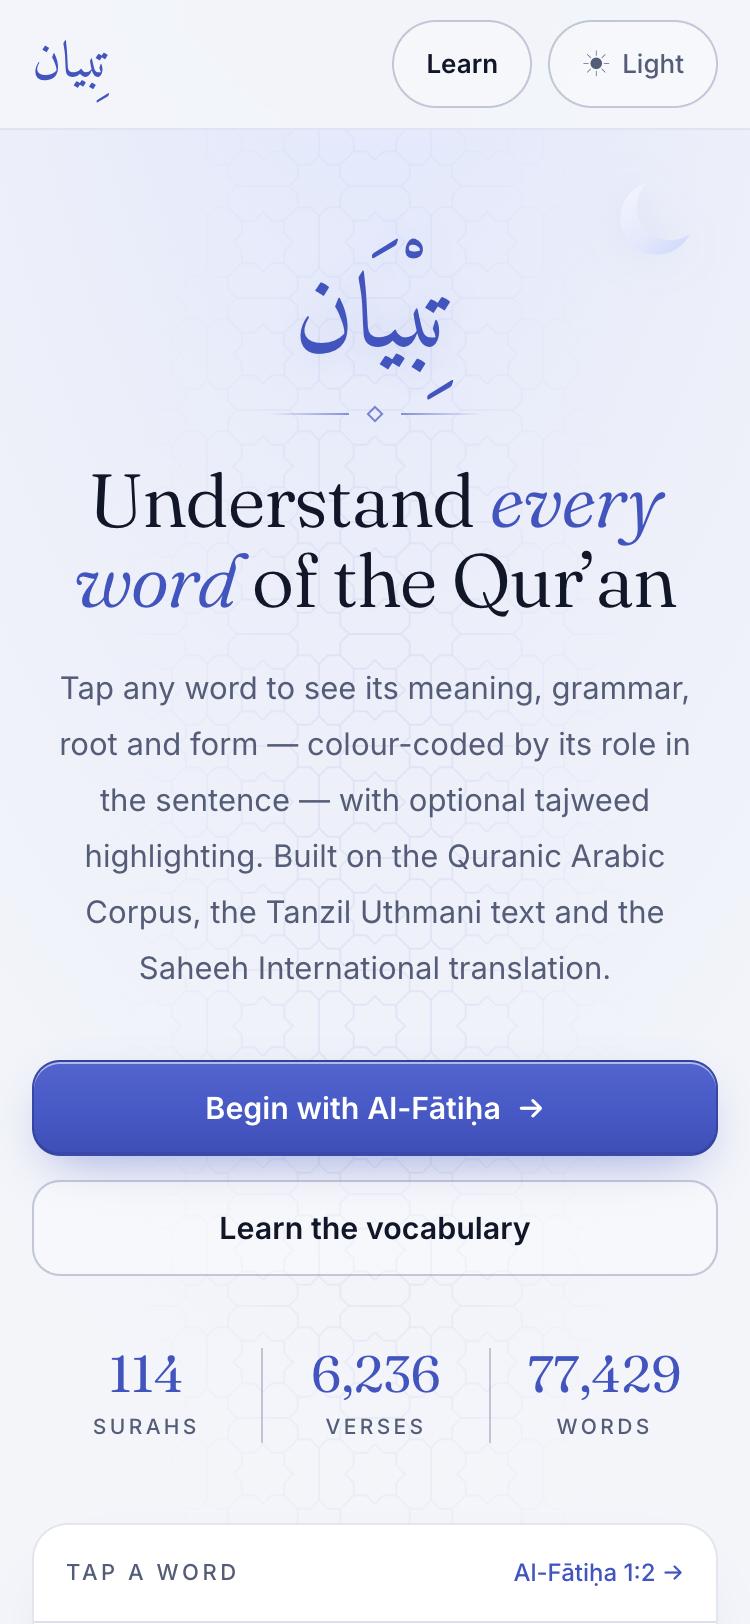 تِبيان
Learn
☀ Light
تِبْيَان
Understand every
word of the Qur’an
Tap any word to see its meaning, grammar,
root and form — colour-coded by its role in
the sentence — with optional tajweed
highlighting. Built on the Quranic Arabic
Corpus, the Tanzil Uthmani text and the
Saheeh International translation.
Begin with Al-Fātiḥa →
Learn the vocabulary
114 6,236 77,429
SURAHS VERSES WORDS
TAP A WORD Al-Fātiḥa 1:2 →